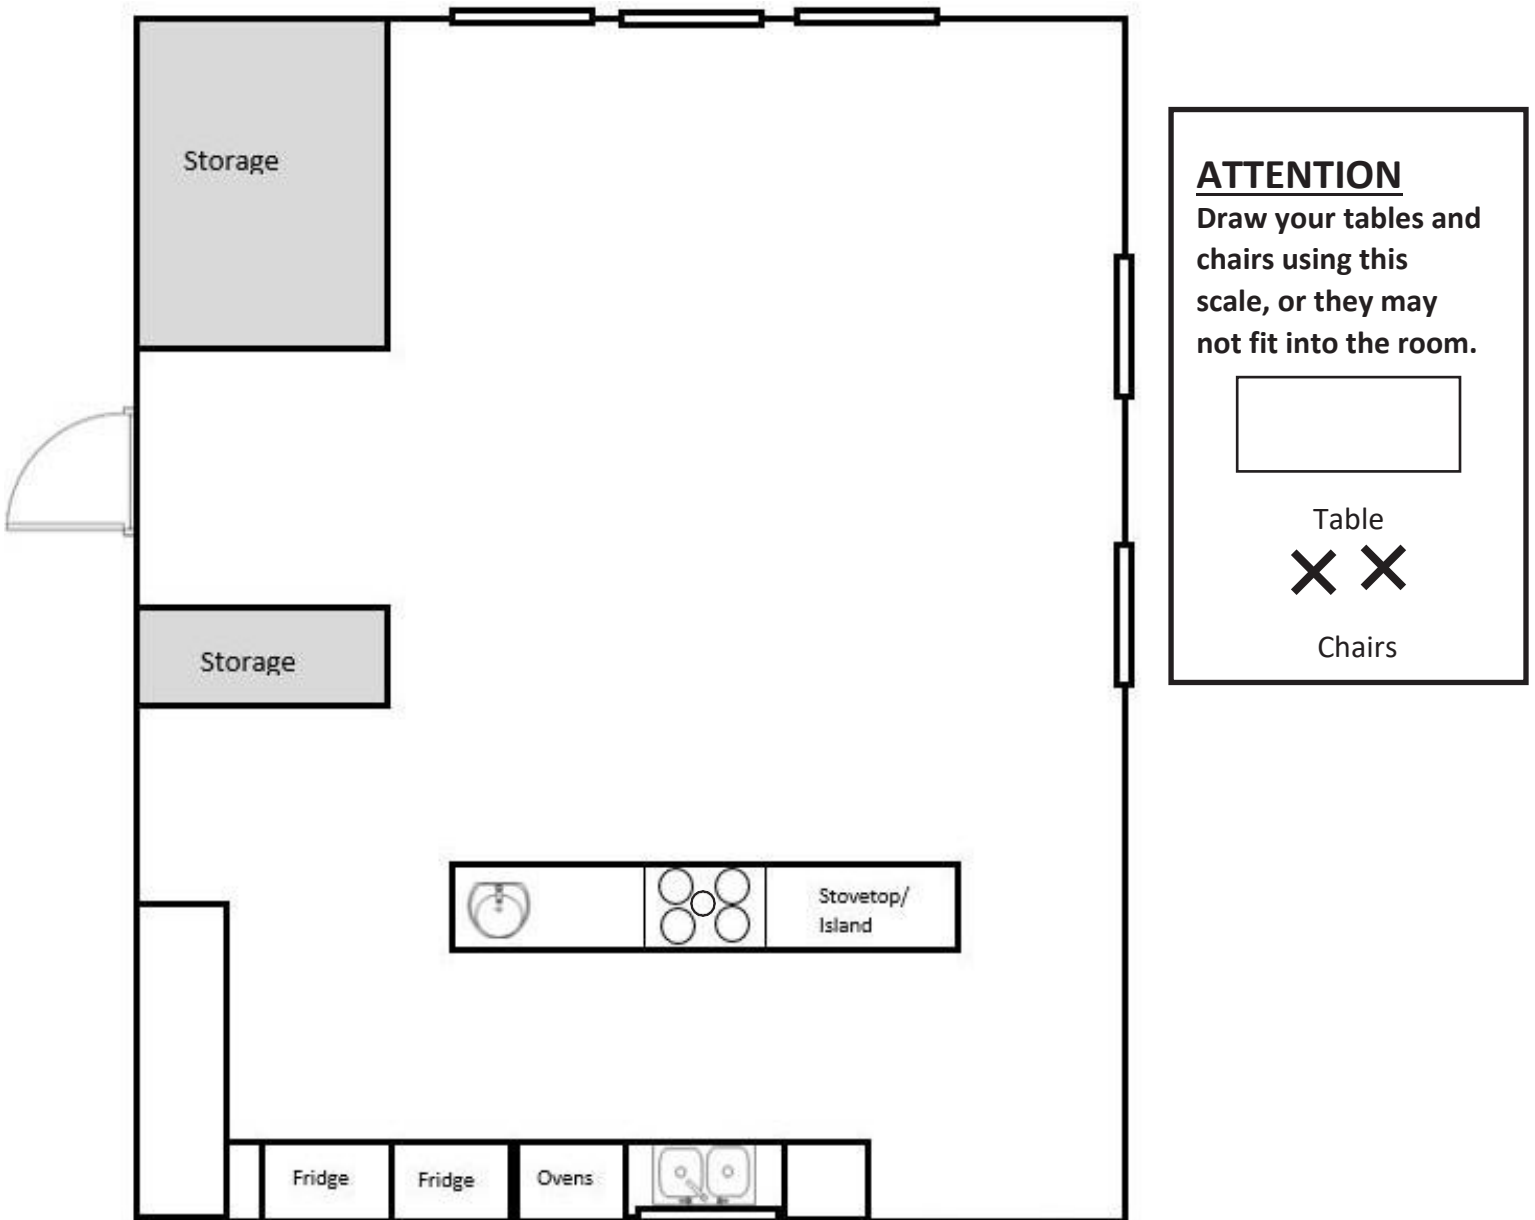 Storage
ATTENTION
Draw your tables and
chairs using this
scale, or they may
not fit into the room.
Table
Chairs
Storage
Stovetop/
Island
Fridge
Fridge
Ovens